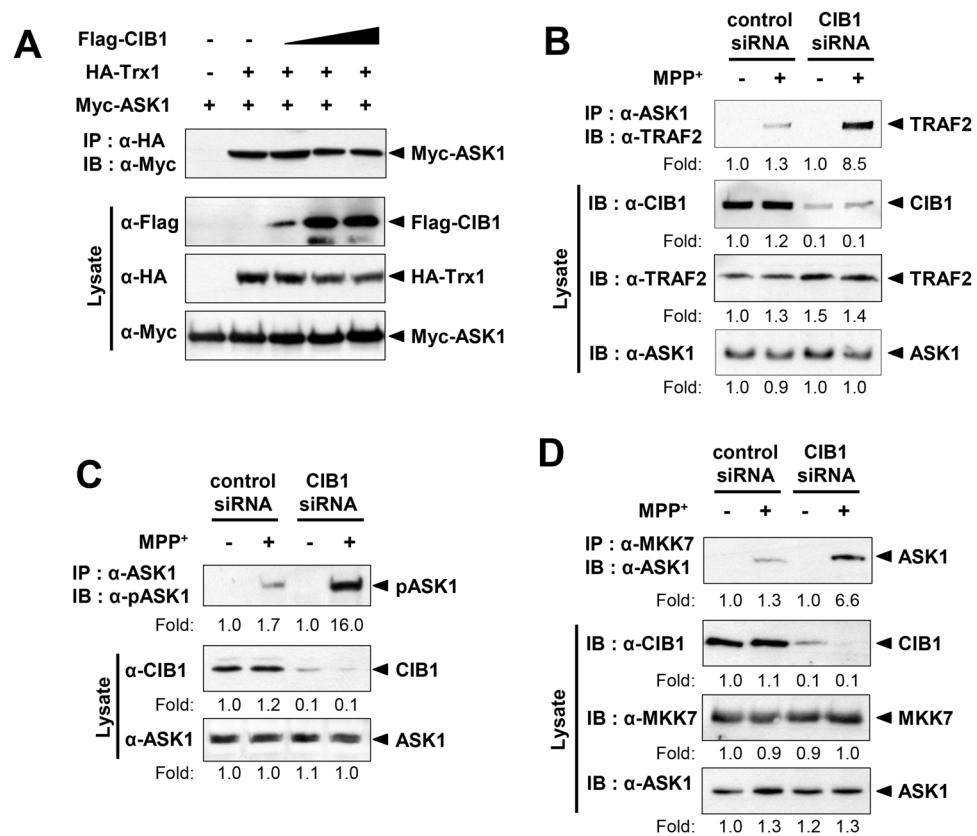 A
Flag-CIB1 - -
HA-Trx1 - + + + +
Myc-ASK1 + + + + +
IP : α-HA
IB : α-Myc
Myc-ASK1
Lysate
α-Flag Flag-CIB1
α-HA HA-Trx1
α-Myc Myc-ASK1
B
control siRNA
CIB1 siRNA
MPP+ - + - +
IP : α-ASK1
IB : α-TRAF2
TRAF2
Fold: 1.0 1.3 1.0 8.5
Lysate
IB : α-CIB1 CIB1
Fold: 1.0 1.2 0.1 0.1
IB : α-TRAF2 TRAF2
Fold: 1.0 1.3 1.5 1.4
IB : α-ASK1 ASK1
Fold: 1.0 0.9 1.0 1.0
C
control siRNA
CIB1 siRNA
MPP+ - + - +
IP : α-ASK1
IB : α-pASK1
pASK1
Fold: 1.0 1.7 1.0 16.0
Lysate
α-CIB1 CIB1
Fold: 1.0 1.2 0.1 0.1
α-ASK1 ASK1
Fold: 1.0 1.0 1.1 1.0
D
control siRNA
CIB1 siRNA
MPP+ - + - +
IP : α-MKK7
IB : α-ASK1
ASK1
Fold: 1.0 1.3 1.0 6.6
Lysate
IB : α-CIB1 CIB1
Fold: 1.0 1.1 0.1 0.1
IB : α-MKK7 MKK7
Fold: 1.0 0.9 0.9 1.0
IB : α-ASK1 ASK1
Fold: 1.0 1.3 1.2 1.3